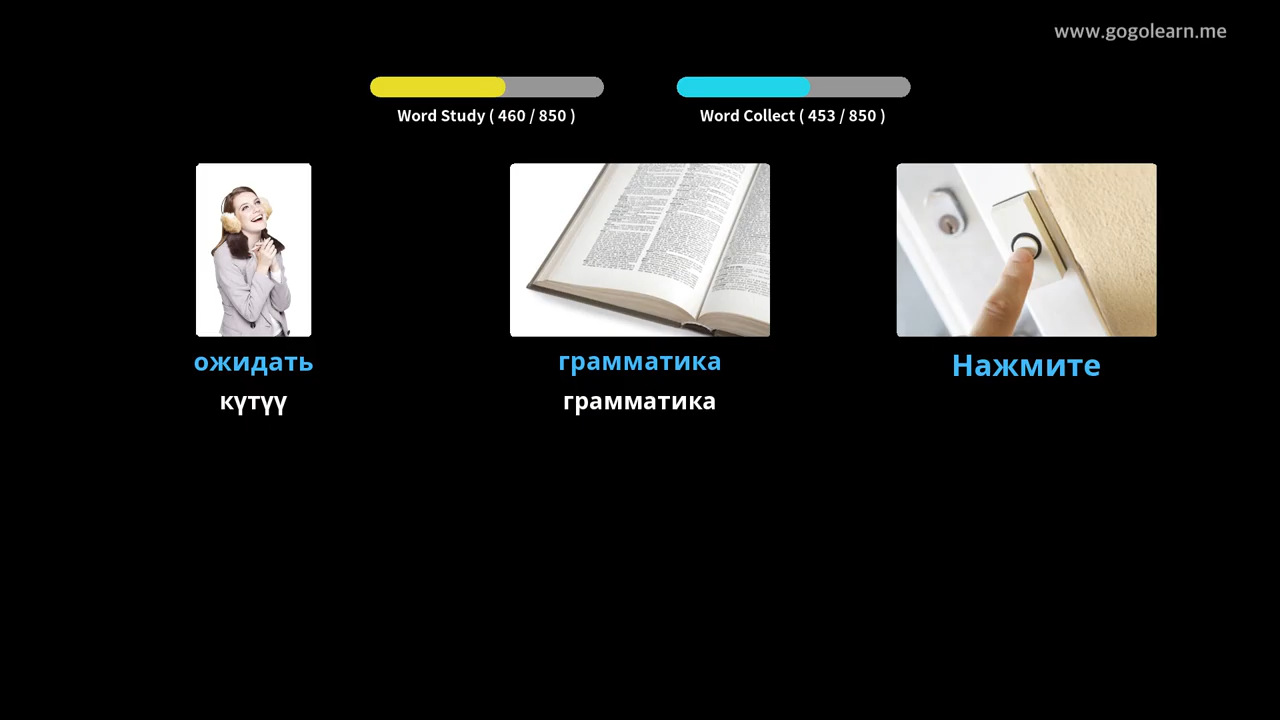 www.gogolearn.me
Word Study ( 460 / 850 )
Word Collect ( 453 / 850 )
ожидать
күтүү
грамматика
грамматика
Нажмите